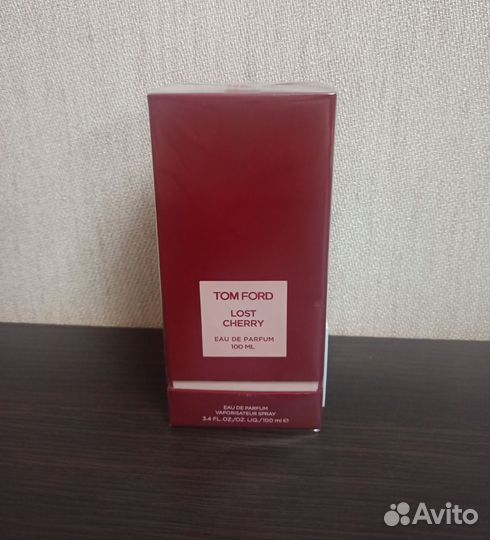 TOM FORD
LOST
CHERRY
EAU DE PARFUM
100 ML
EAU DE PARFUM
VAPORISATEUR SPRAY
3.4 FL. OZ./OZ. LIQ./100 ml e
Avito